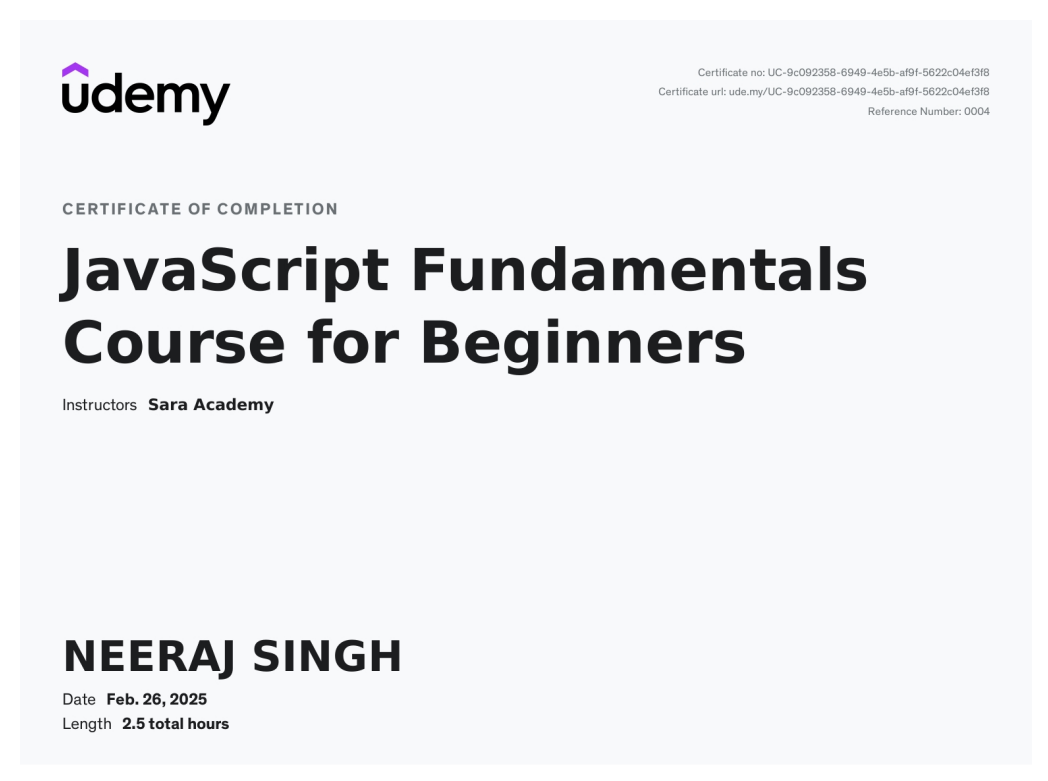 udemy
Certificate no: UC-9c092358-6949-4e5b-af9f-5622c04ef3f8
Certificate url: ude.my/UC-9c092358-6949-4e5b-af9f-5622c04ef3f8
Reference Number: 0004
CERTIFICATE OF COMPLETION
JavaScript Fundamentals
Course for Beginners
Instructors Sara Academy
NEERAJ SINGH
Date Feb. 26, 2025
Length 2.5 total hours